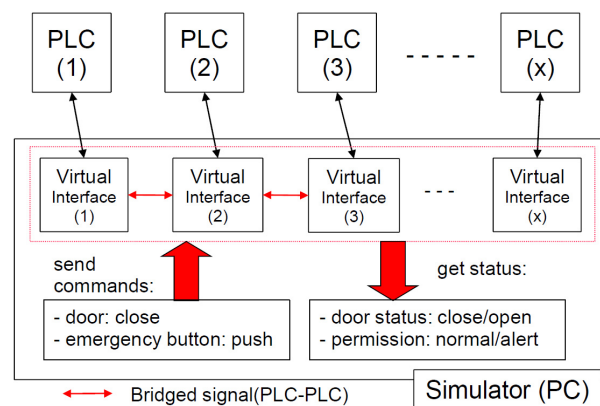 PLC
(1)
PLC
(2)
PLC
(3)
- - - - -
PLC
(x)
Virtual
Interface
(1)
Virtual
Interface
(2)
Virtual
Interface
(3)
- - -
Virtual
Interface
(x)
send
commands:
get status:
- door: close
- emergency button: push
- door status: close/open
- permission: normal/alert
Bridged signal(PLC-PLC)
Simulator (PC)